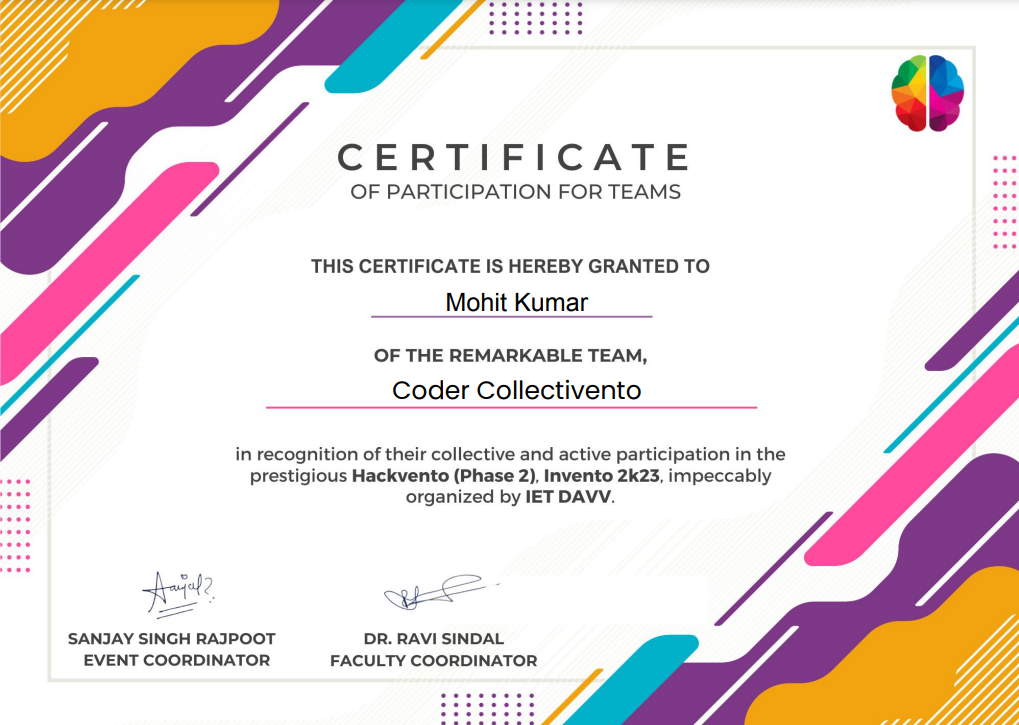 CERTIFICATE
OF PARTICIPATION FOR TEAMS
THIS CERTIFICATE IS HEREBY GRANTED TO
Mohit Kumar
OF THE REMARKABLE TEAM,
Coder Collectivento
in recognition of their collective and active participation in the
prestigious Hackvento (Phase 2), Invento 2k23, impeccably
organized by IET DAVV.
SANJAY SINGH RAJPOOT
EVENT COORDINATOR
DR. RAVI SINDAL
FACULTY COORDINATOR